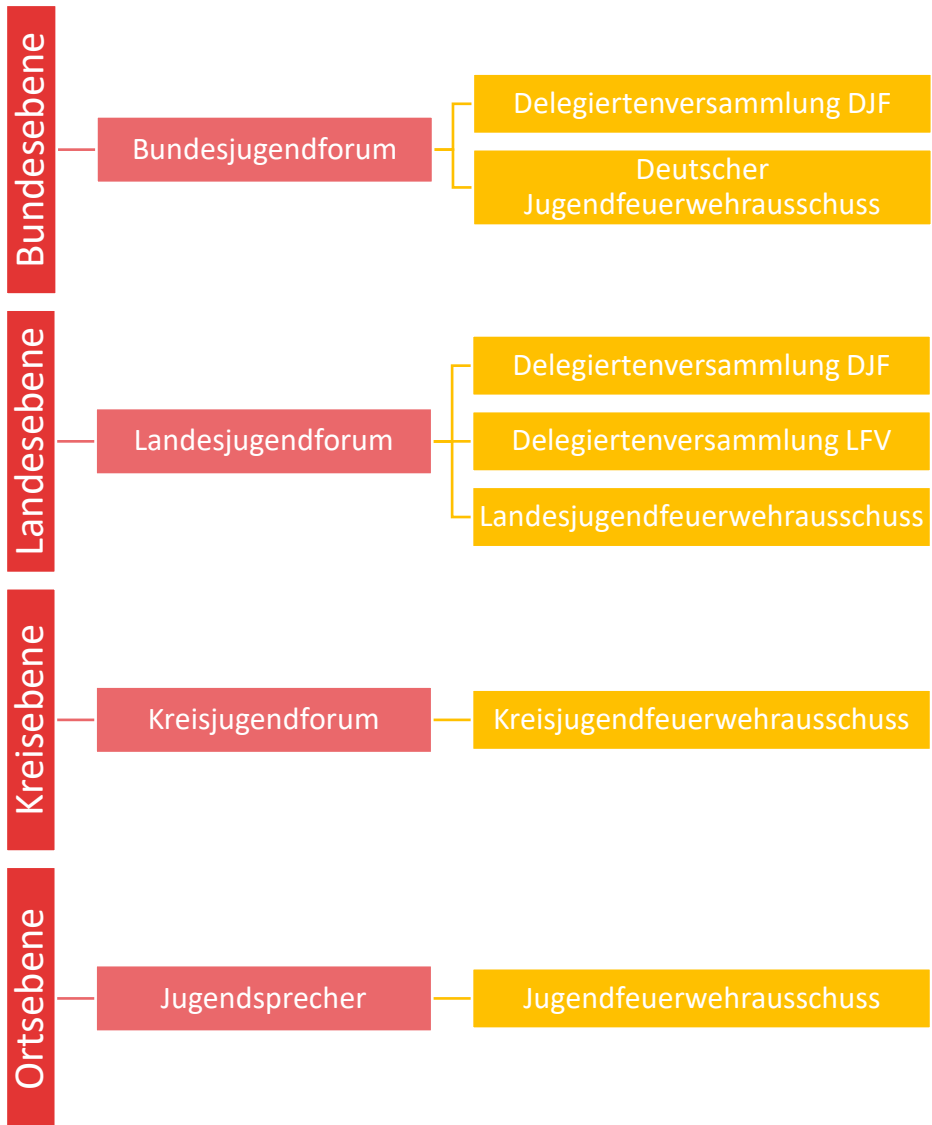 Bundesebene
Bundesjugendforum
Delegiertenversammlung DJF
Deutscher
Jugendfeuerwehrausschuss
Landesebene
Landesjugendforum
Delegiertenversammlung DJF
Delegiertenversammlung LFV
Landesjugendfeuerwehrausschuss
Kreisebene
Kreisjugendforum
Kreisjugendfeuerwehrausschuss
Ortsebene
Jugendsprecher
Jugendfeuerwehrausschuss